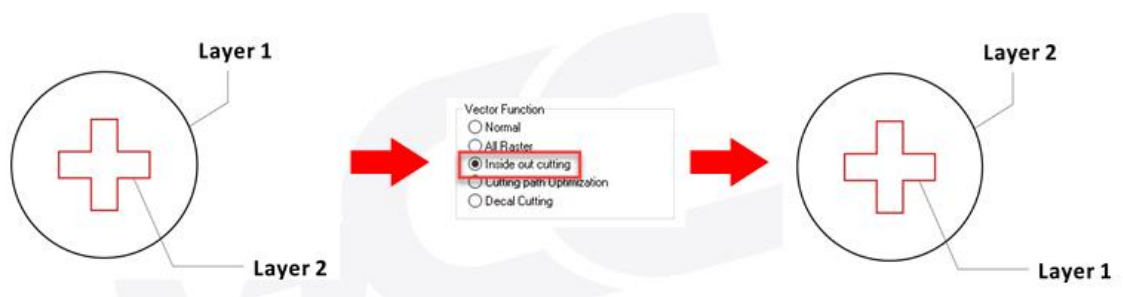 Layer 1
Layer 2
Vector Function
Normal
All Raster
Inside out cutting
Cutting path Optimization
Decal Cutting
Layer 2
Layer 1